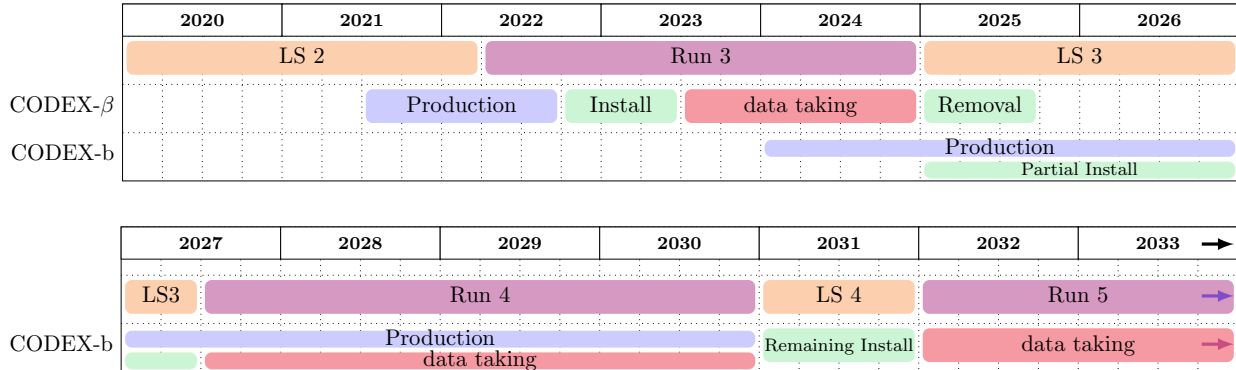 2020 2021 2022 2023 2024 2025 2026
LS 2 Run 3 LS 3
CODEX-β Production Install data taking Removal
CODEX-b Production
Partial Install
2027 2028 2029 2030 2031 2032 2033
LS3 Run 4 LS 4 Run 5
CODEX-b Production Remaining Install data taking
data taking